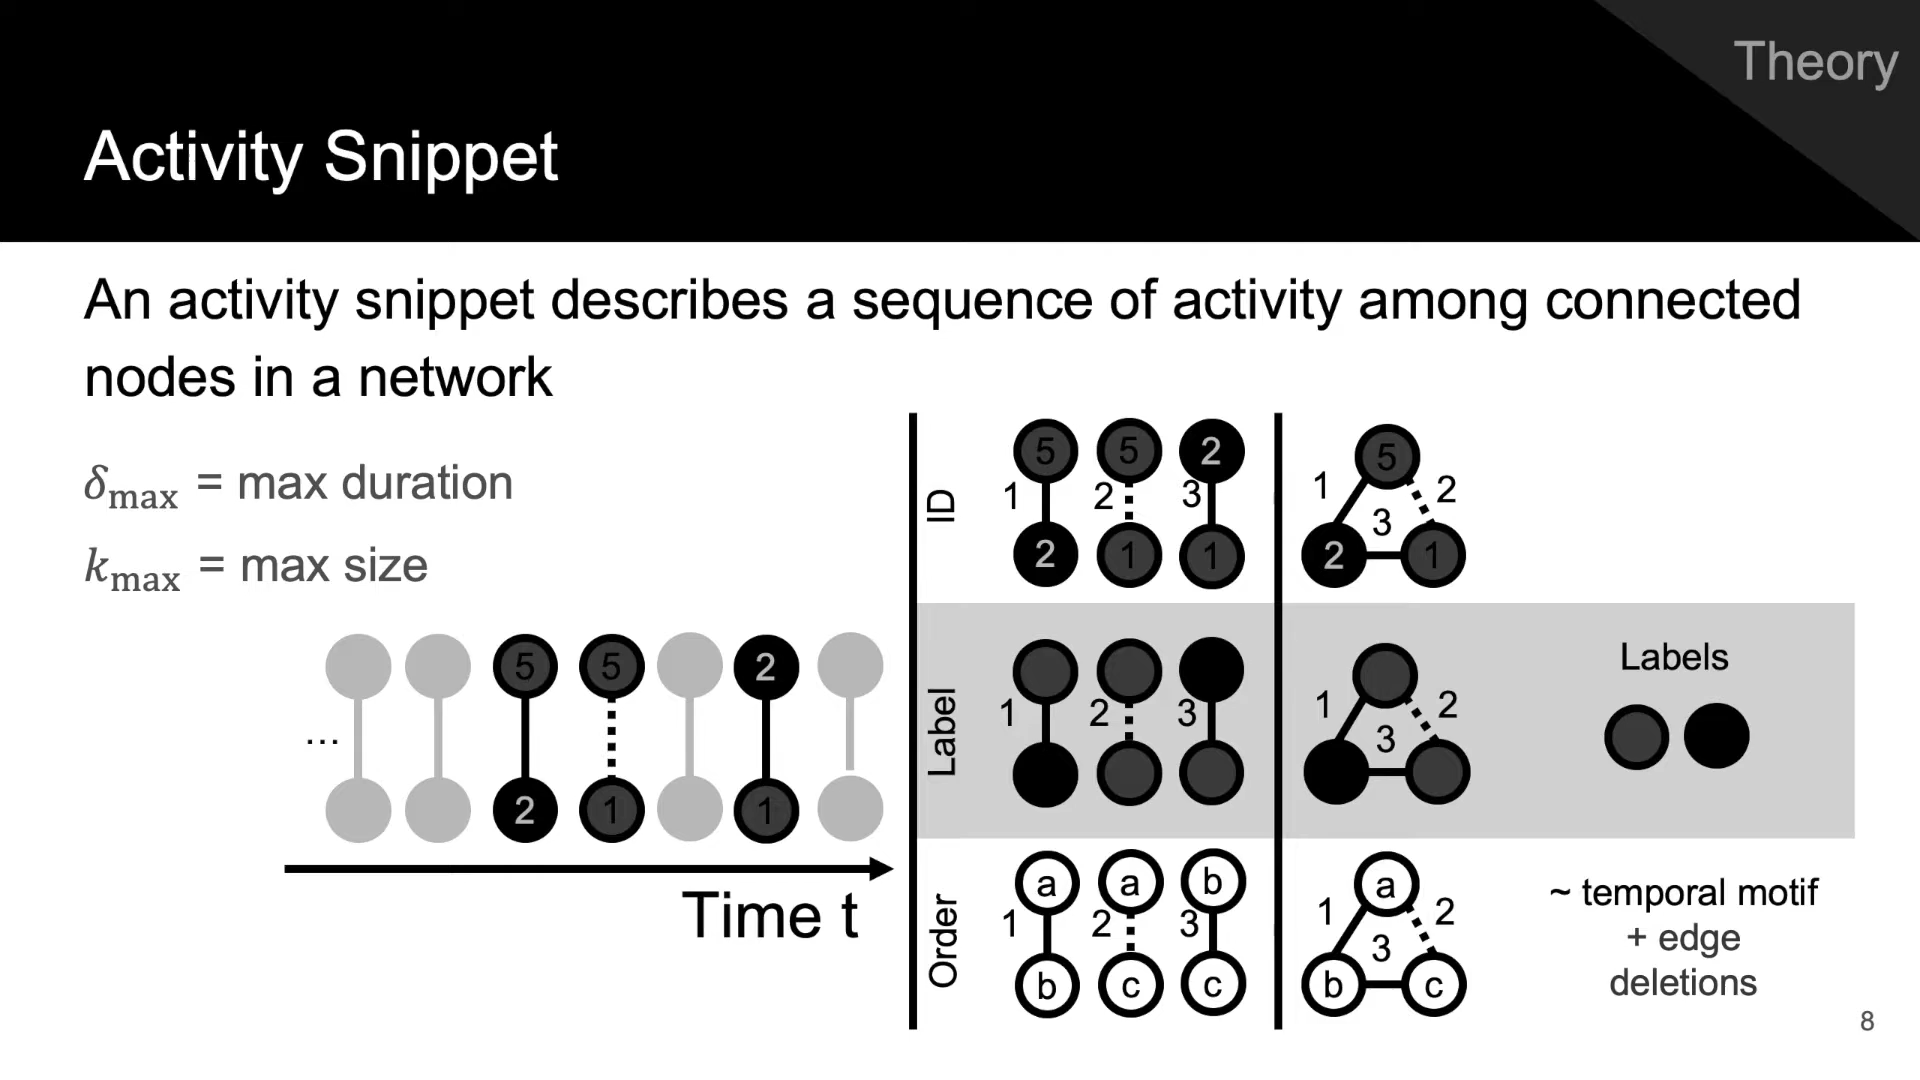 Theory
Activity Snippet
An activity snippet describes a sequence of activity among connected
nodes in a network
δmax = max duration
kmax = max size
...
5 5 2
2 1 1
Time t
ID
5 5 2
1 2 3
2 1 1
5
1 2
3
2 1
Label
1 2 3
1 2
3
Labels
Order
a a b
1 2 3
b c c
a
1 2
3
b c
~ temporal motif
+ edge
deletions
8